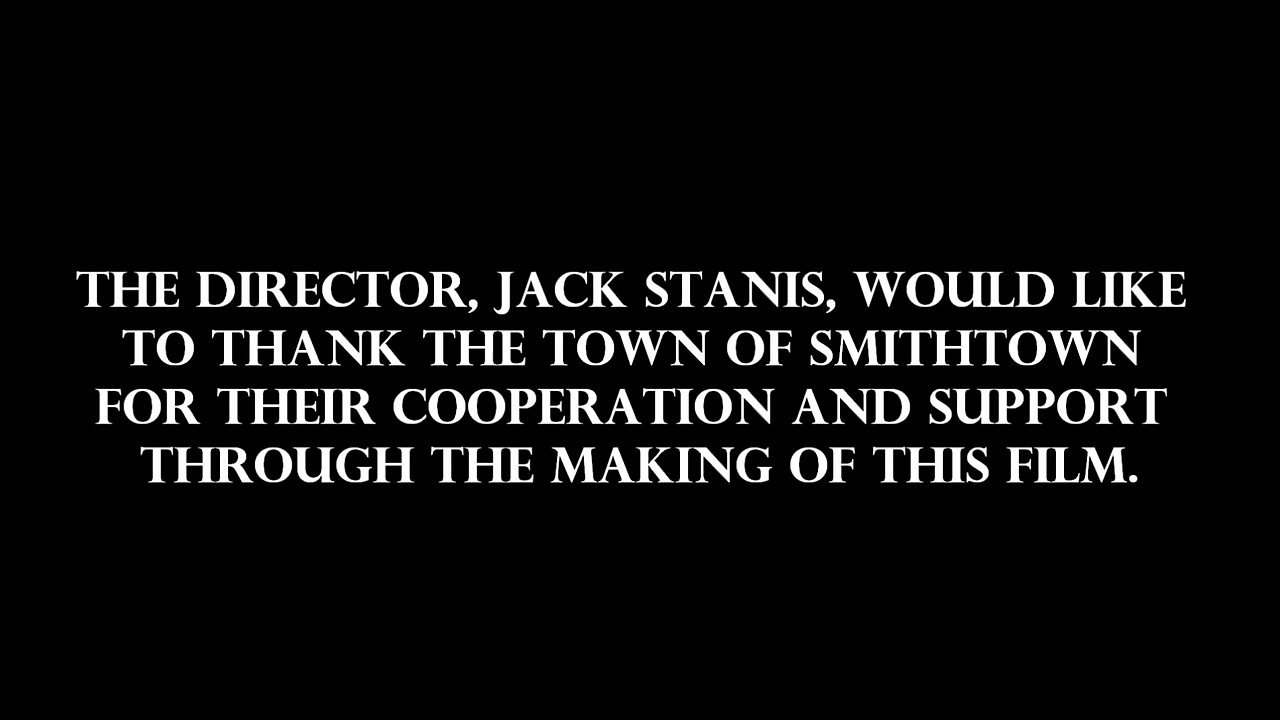 THE DIRECTOR, JACK STANIS, WOULD LIKE
TO THANK THE TOWN OF SMITHTOWN
FOR THEIR COOPERATION AND SUPPORT
THROUGH THE MAKING OF THIS FILM.